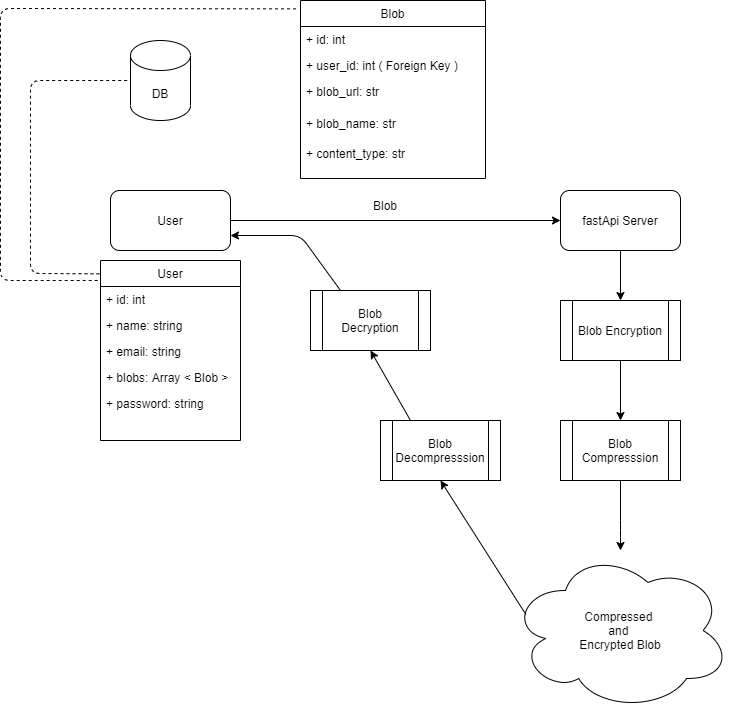 Blob
+ id: int
+ user_id: int ( Foreign Key )
+ blob_url: str
+ blob_name: str
+ content_type: str
DB
User
Blob
fastApi Server
User
+ id: int
+ name: string
+ email: string
+ blobs: Array < Blob >
+ password: string
Blob
Decryption
Blob Encryption
Blob
Decompresssion
Blob
Compresssion
Compressed
and
Encrypted Blob